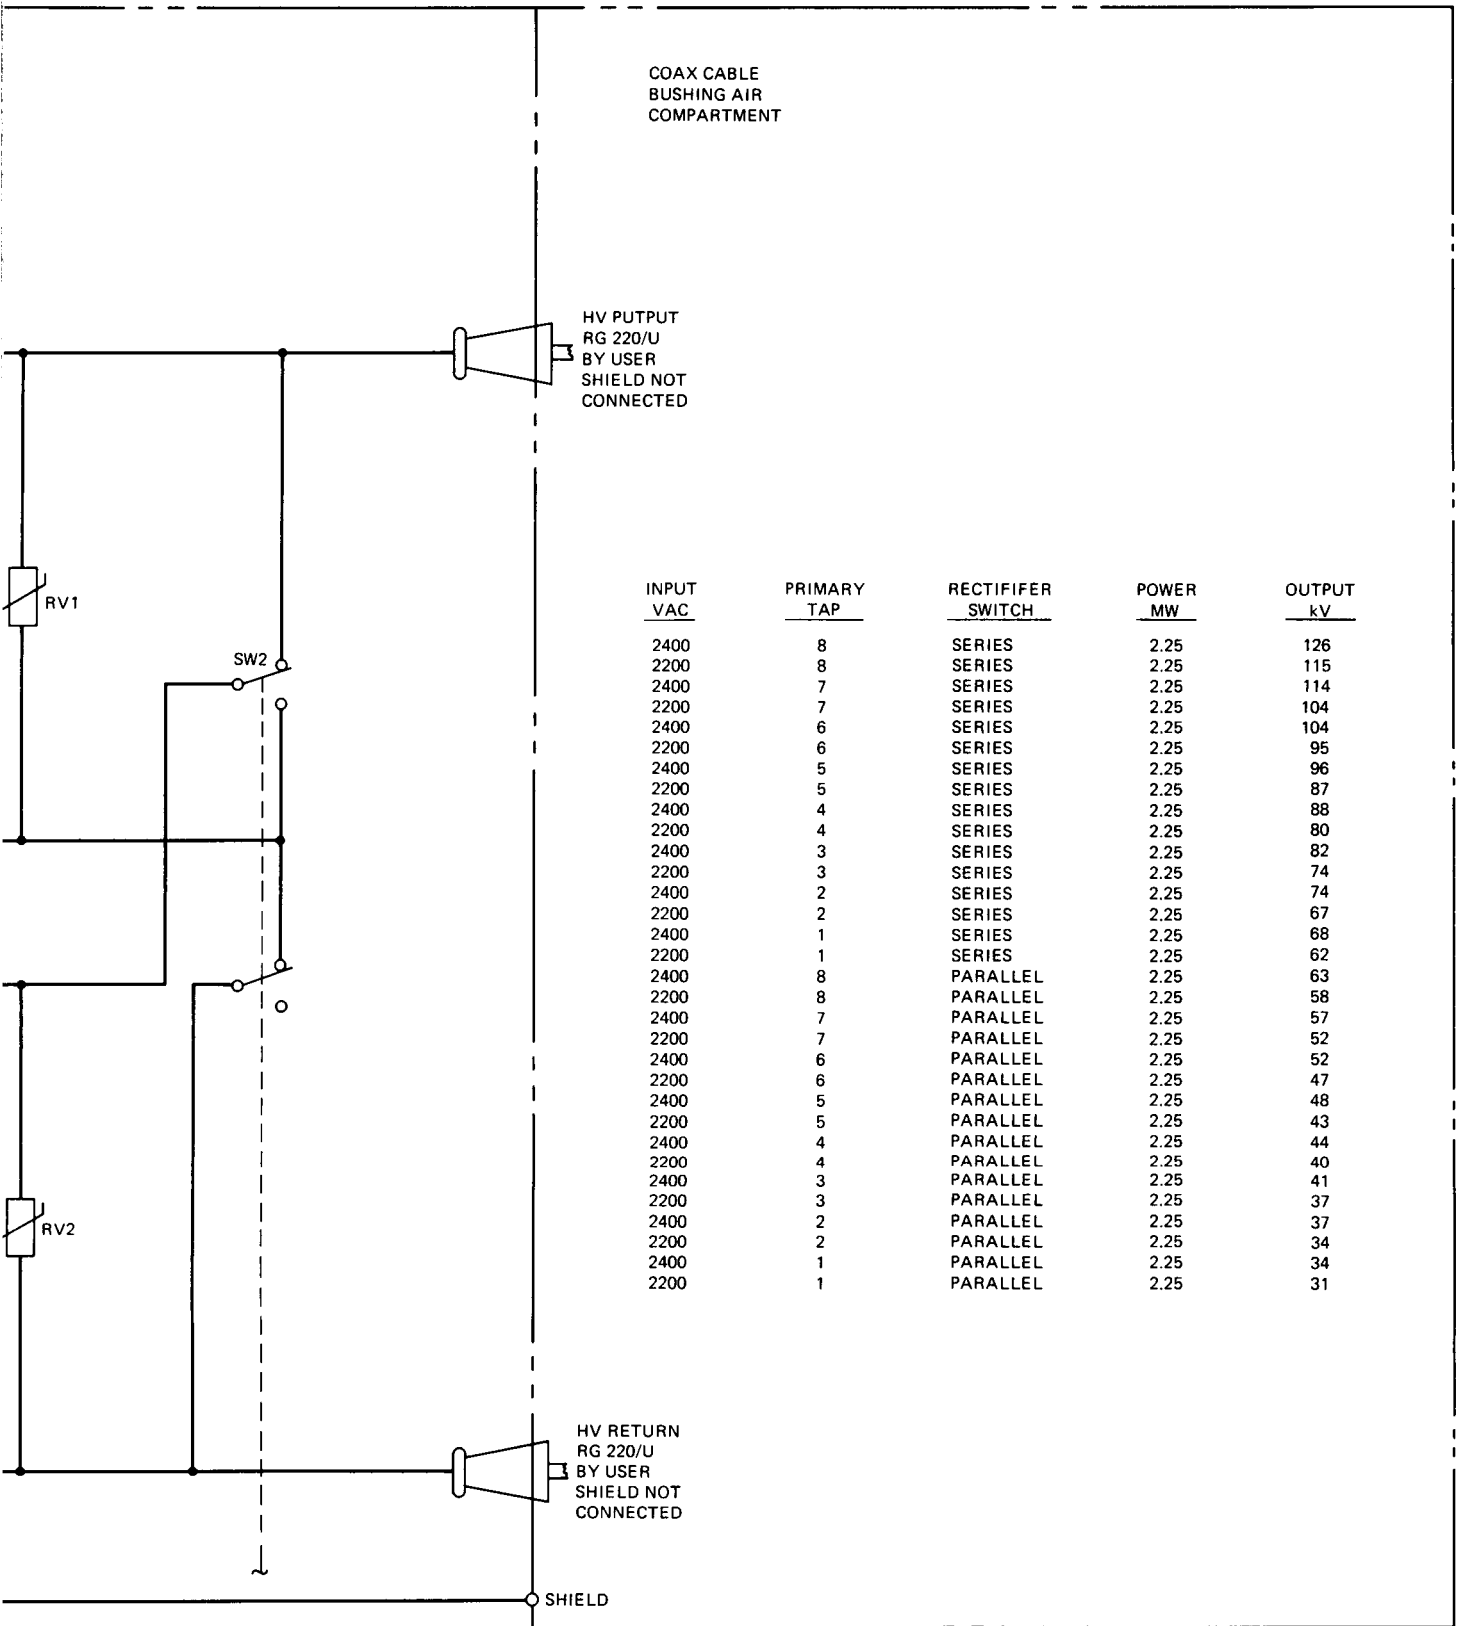 COAX CABLE
BUSHING AIR
COMPARTMENT
HV PUTPUT
RG 220/U
BY USER
SHIELD NOT
CONNECTED
RV1
SW2
INPUT PRIMARY RECTIFIFER POWER OUTPUT
VAC TAP SWITCH MW kV
2400 8 SERIES 2.25 126
2200 8 SERIES 2.25 115
2400 7 SERIES 2.25 114
2200 7 SERIES 2.25 104
2400 6 SERIES 2.25 104
2200 6 SERIES 2.25 95
2400 5 SERIES 2.25 96
2200 5 SERIES 2.25 87
2400 4 SERIES 2.25 88
2200 4 SERIES 2.25 80
2400 3 SERIES 2.25 82
2200 3 SERIES 2.25 74
2400 2 SERIES 2.25 74
2200 2 SERIES 2.25 67
2400 1 SERIES 2.25 68
2200 1 SERIES 2.25 62
2400 8 PARALLEL 2.25 63
2200 8 PARALLEL 2.25 58
2400 7 PARALLEL 2.25 57
2200 7 PARALLEL 2.25 52
2400 6 PARALLEL 2.25 52
2200 6 PARALLEL 2.25 47
2400 5 PARALLEL 2.25 48
2200 5 PARALLEL 2.25 43
2400 4 PARALLEL 2.25 44
2200 4 PARALLEL 2.25 40
2400 3 PARALLEL 2.25 41
2200 3 PARALLEL 2.25 37
2400 2 PARALLEL 2.25 37
2200 2 PARALLEL 2.25 34
2400 1 PARALLEL 2.25 34
2200 1 PARALLEL 2.25 31
RV2
HV RETURN
RG 220/U
BY USER
SHIELD NOT
CONNECTED
SHIELD